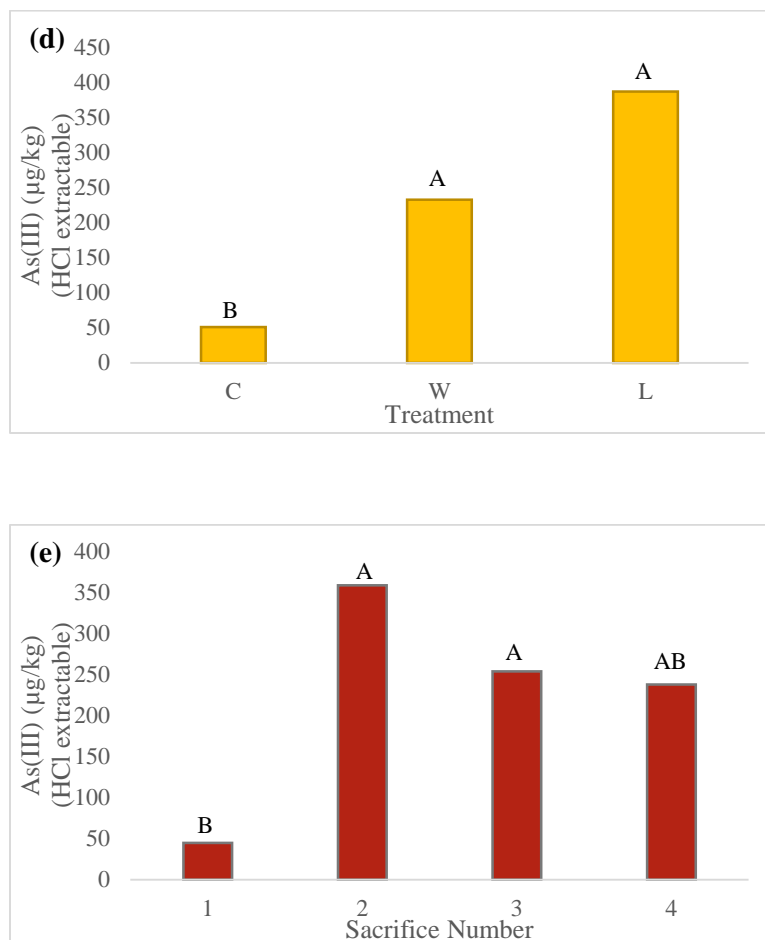 (d)
As(III) (µg/kg)
(HCl extractable)
450
400
350
300
250
200
150
100
50
0
A
A
B
C W L
Treatment
(e)
As(III) (µg/kg)
(HCl extractable)
400
350
300
250
200
150
100
50
0
B
A
A
AB
1 2 3 4
Sacrifice Number